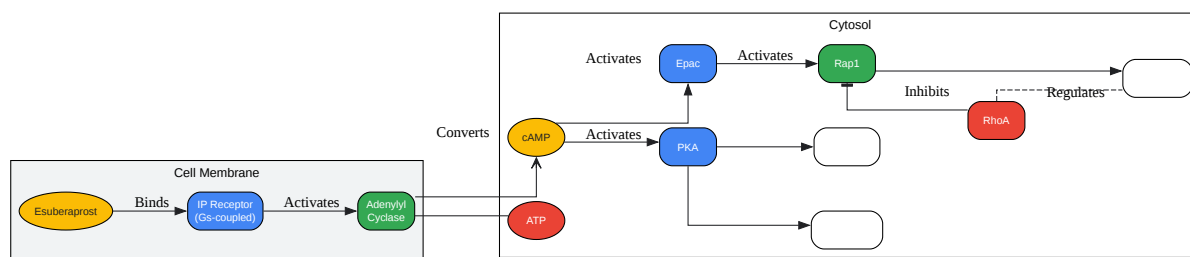 Cytosol
Activates
Epac
Activates
Rap1
Inhibits
Regulates
RhoA
Converts
cAMP
Activates
PKA
Cell Membrane
Esuberaprost
Binds
IP Receptor
(Gs-coupled)
Activates
Adenylyl
Cyclase
ATP